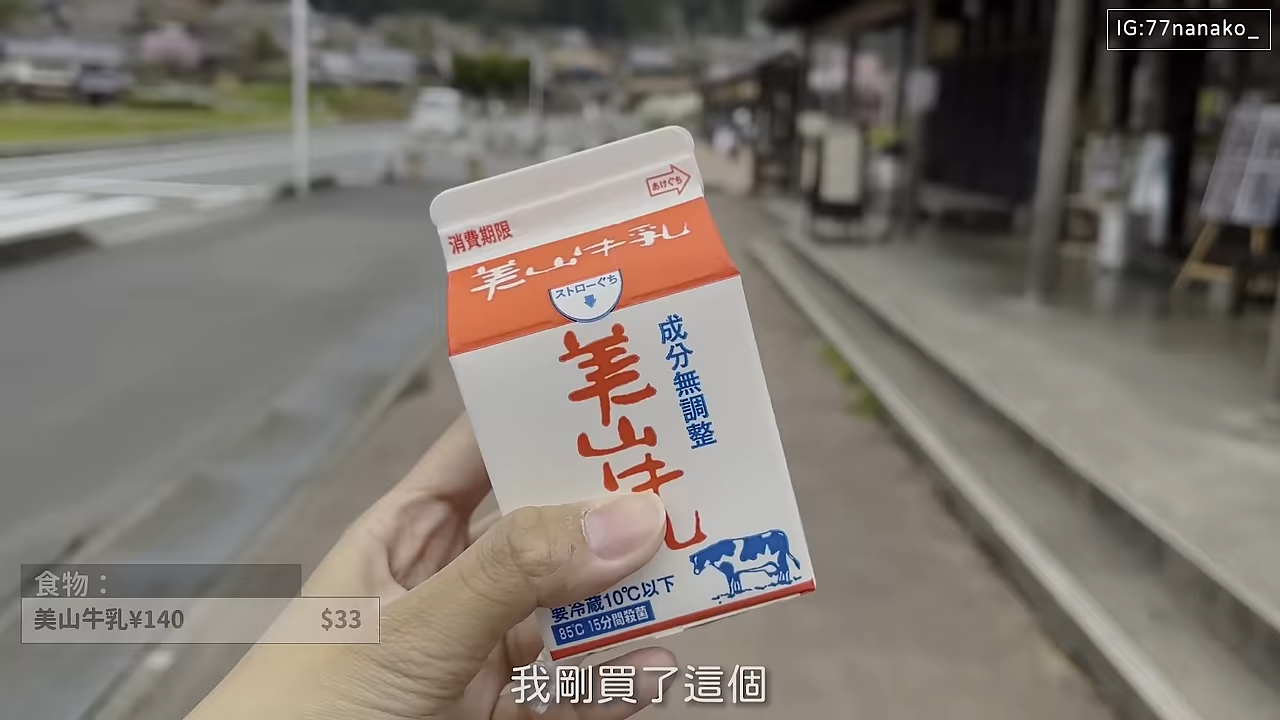 IG:77nanako_
あけぐち
消費期限
美山牛乳
ストローぐち
成分無調整
美山牛乳
要冷蔵10℃以下
85℃ 15分間殺菌
食物：
美山牛乳¥140 $33
我剛買了這個